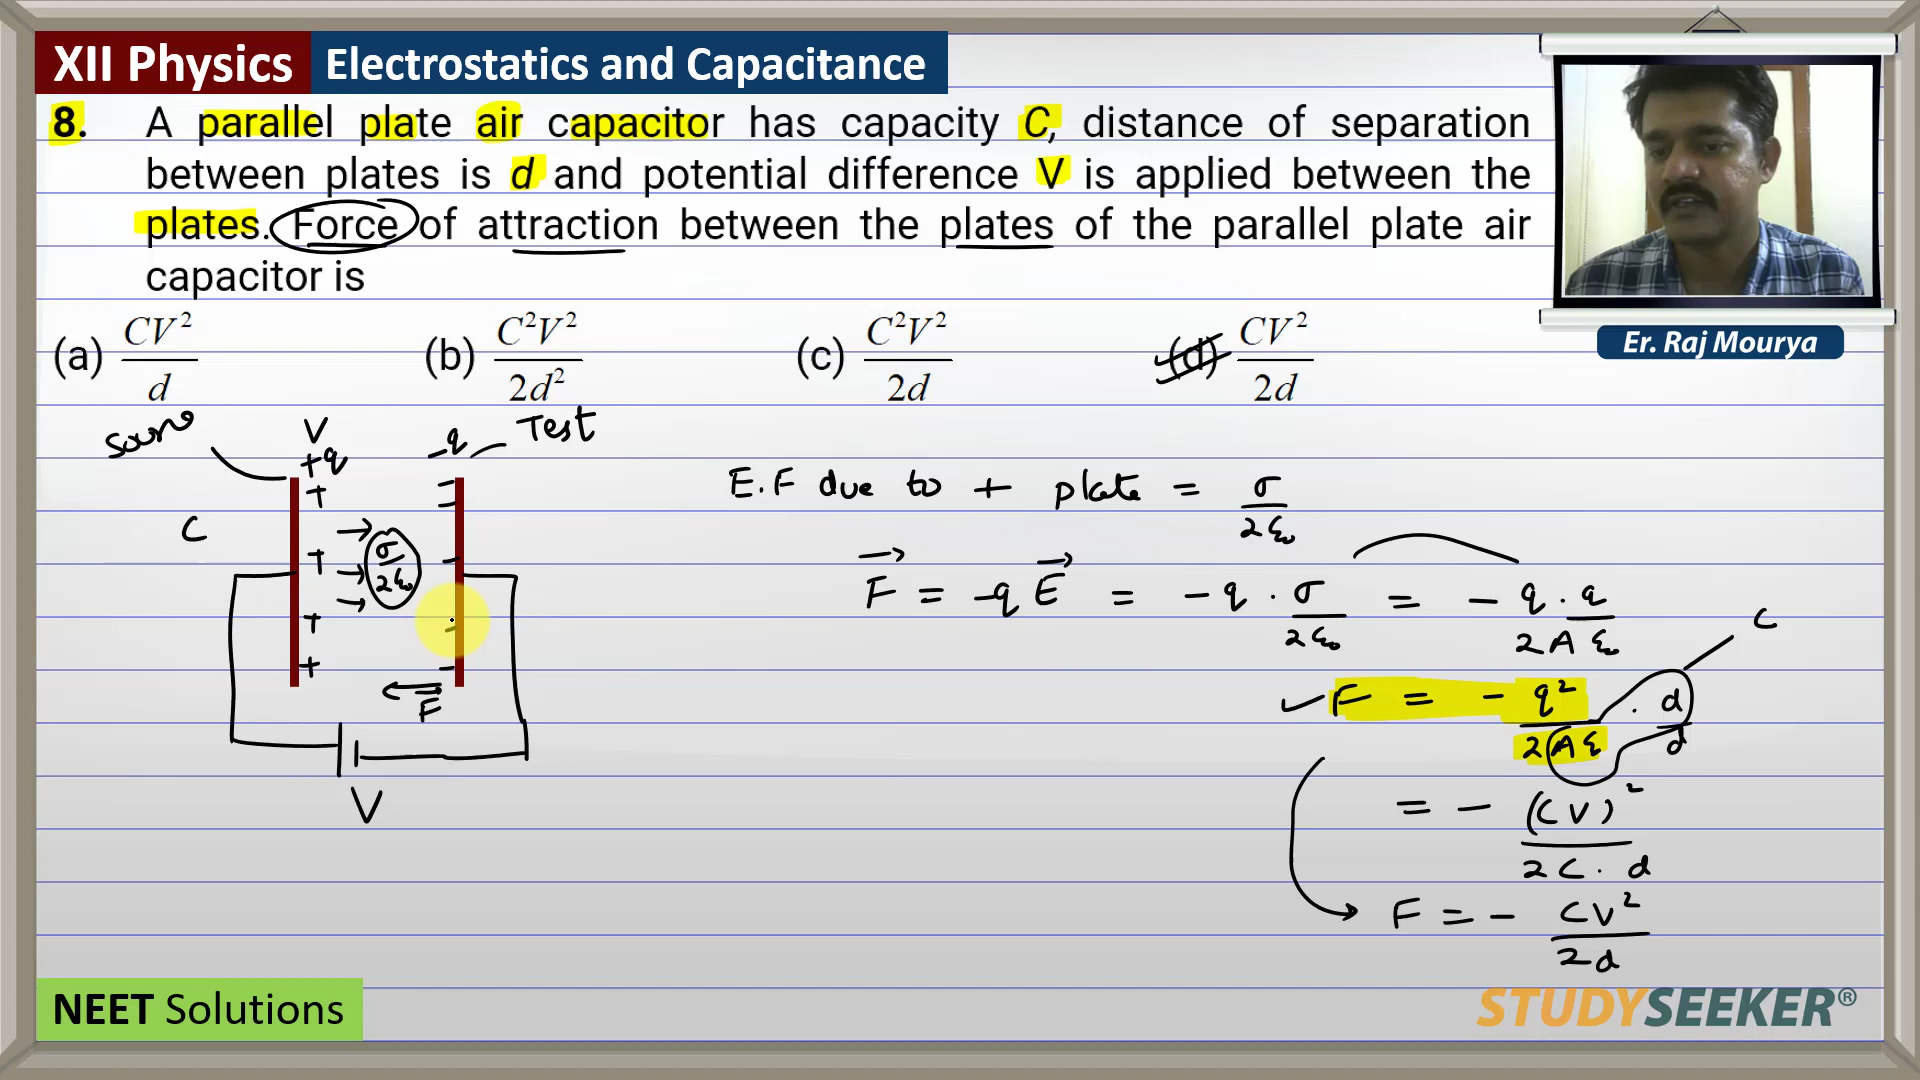 XII Physics Electrostatics and Capacitance
8. A parallel plate air capacitor has capacity C, distance of separation
between plates is d and potential difference V is applied between the
plates. Force of attraction between the plates of the parallel plate air
capacitor is
(a) CV²/d (b) C²V²/2d² (c) C²V²/2d (d) CV²/2d
Er. Raj Mourya
V -q Test
+q
E.F due to + plate = σ/2ε₀
C
σ/2ε₀
F = -q E = - q . σ/2ε₀ = - q . q/2Aε₀
C
F
F = - q²/2Aε . d/d
V
= - (CV)²/2C . d
F = - CV²/2d
NEET Solutions
STUDYSEEKER®